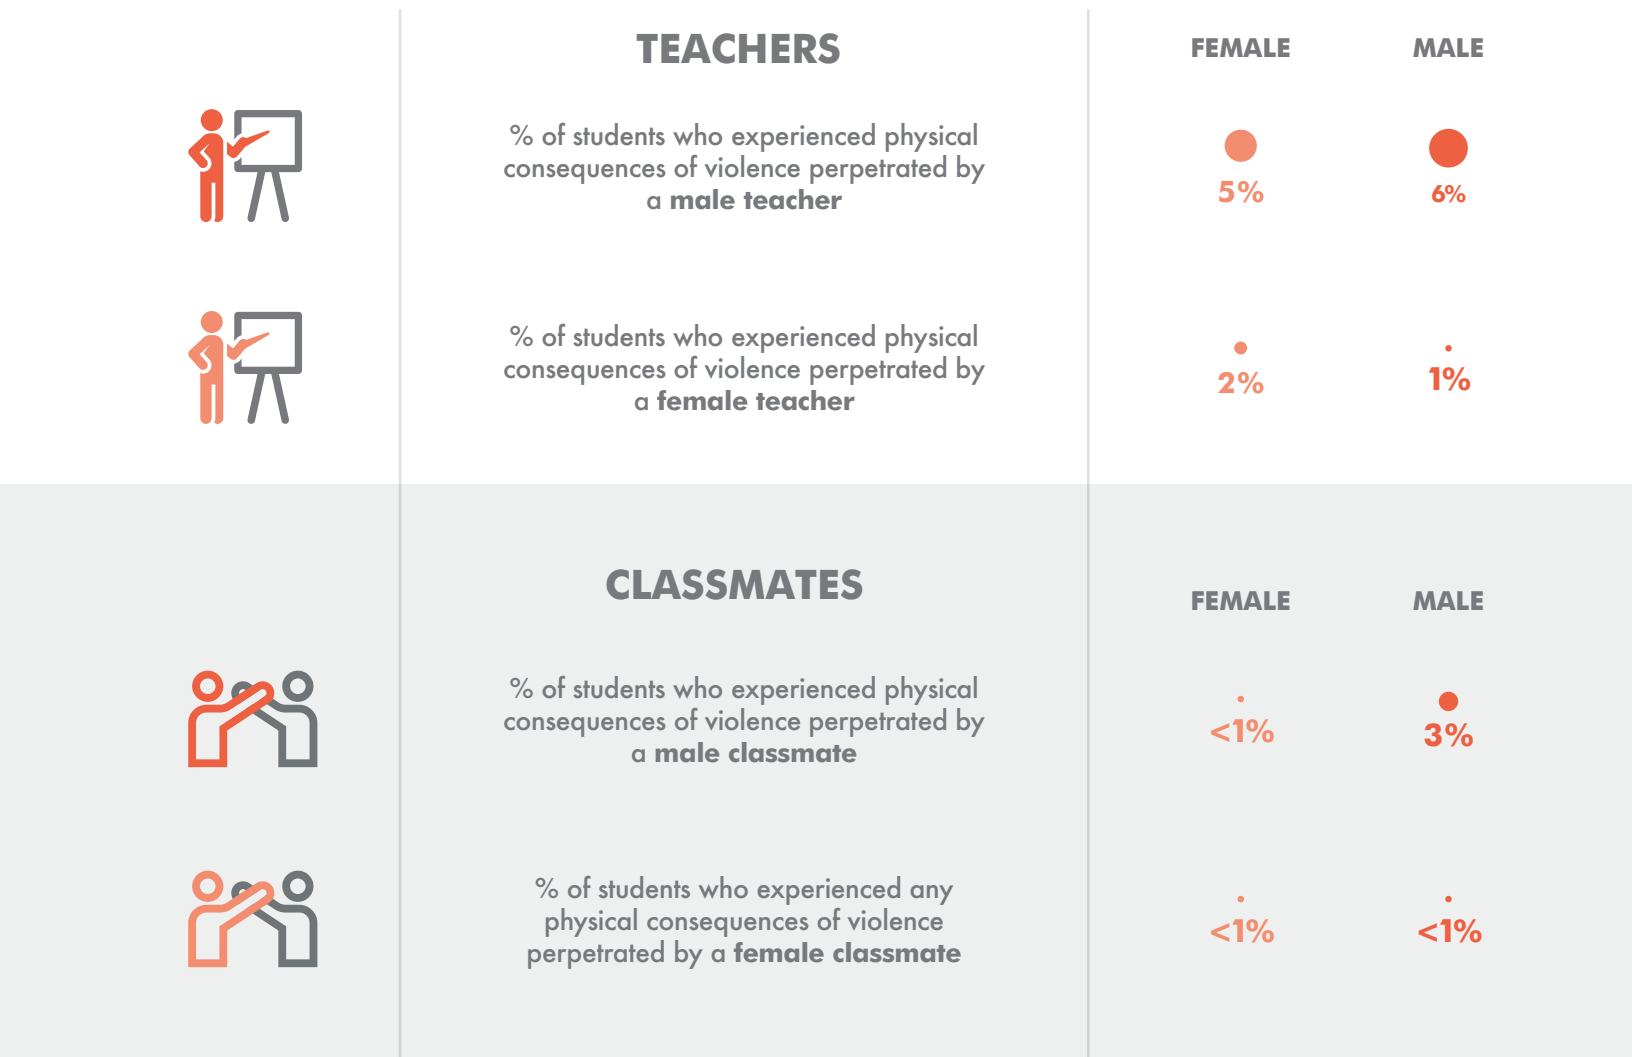 TEACHERS
FEMALE MALE
% of students who experienced physical
consequences of violence perpetrated by
a male teacher
5% 6%
% of students who experienced physical
consequences of violence perpetrated by
a female teacher
2% 1%
CLASSMATES
FEMALE MALE
% of students who experienced physical
consequences of violence perpetrated by
a male classmate
<1% 3%
% of students who experienced any
physical consequences of violence
perpetrated by a female classmate
<1% <1%